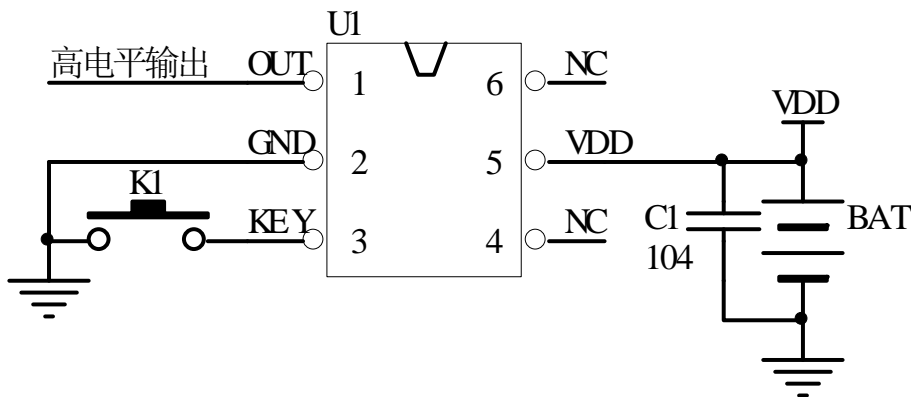 U1
高电平输出 OUT 1 6 NC
VDD
GND 2 5 VDD
K1
C1 BAT
KEY 3 4 NC
104